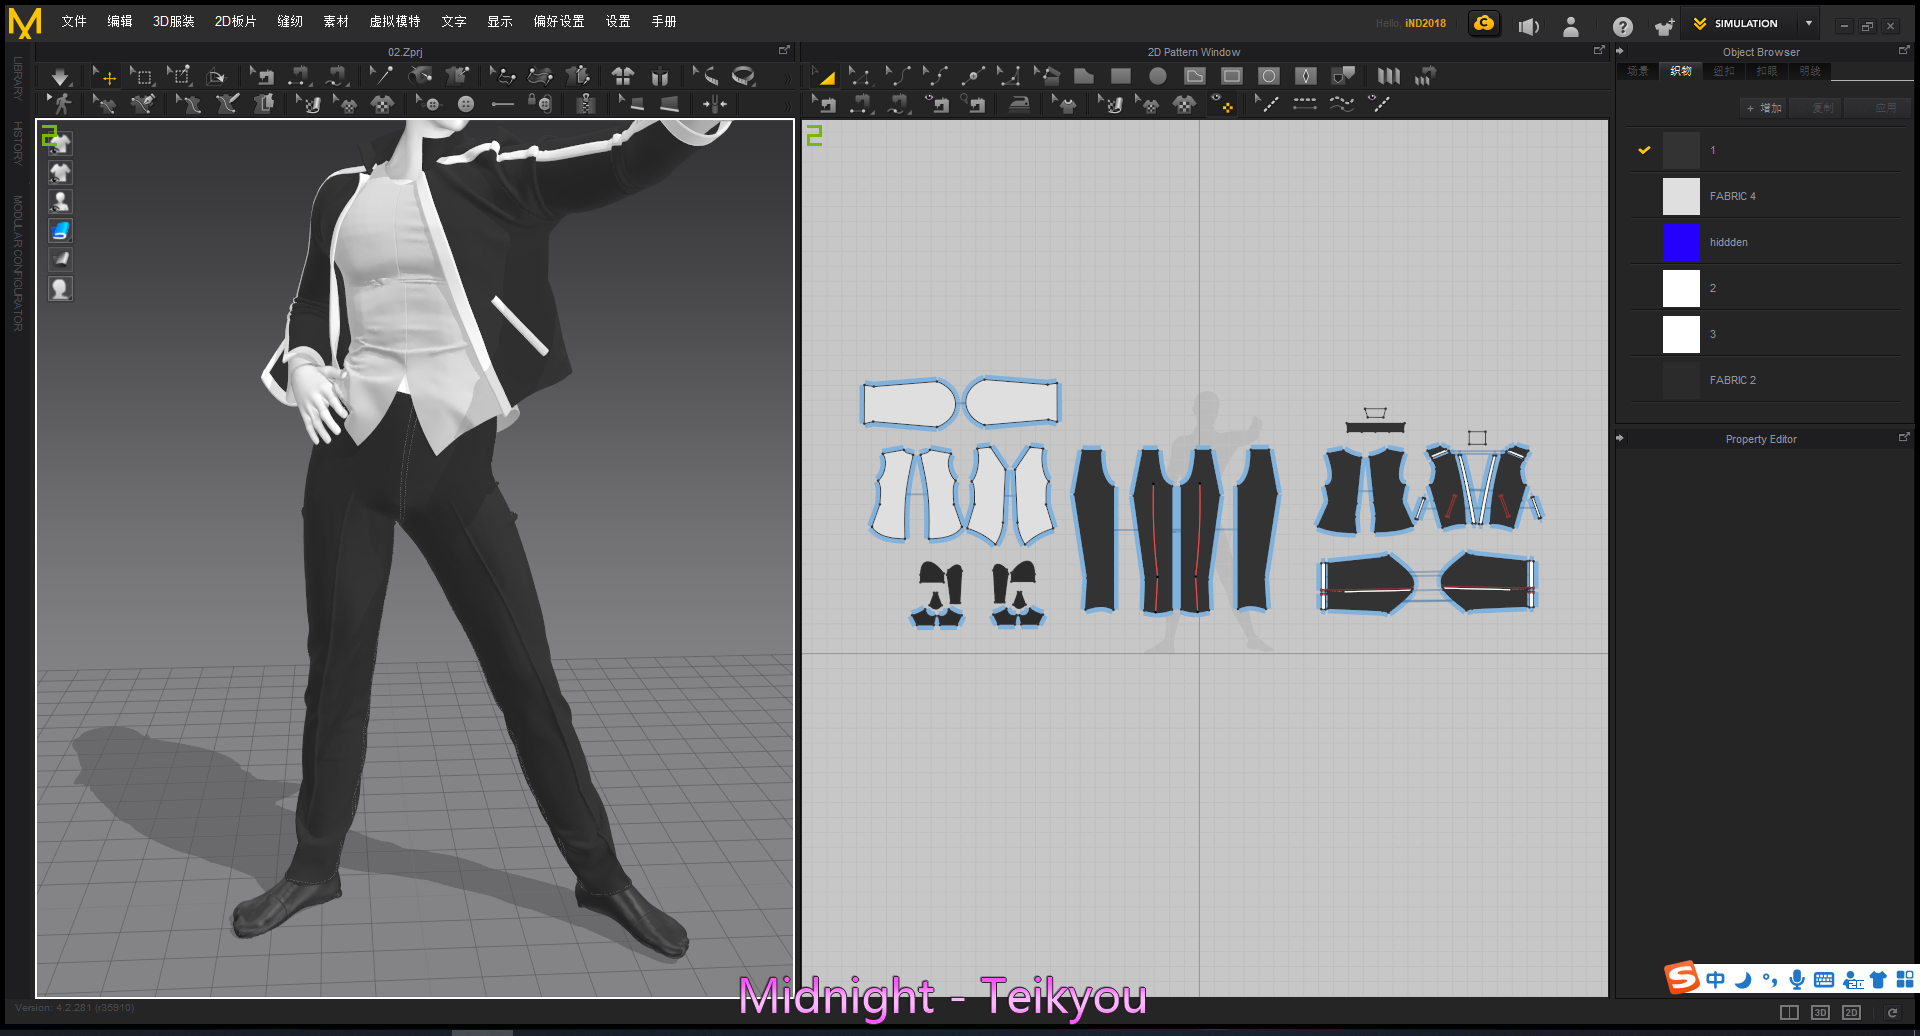 文件 编辑 3D服装 2D板片 缝纫 素材 虚拟模特 文字 显示 偏好设置 设置 手册
Hello, iND2018
SIMULATION
02.Zprj
2D Pattern Window
Object Browser
LIBRARY
HISTORY
MODULAR CONFIGURATOR
场景 织物 纽扣 扣眼 明线
+ 增加 复制 应用
1
FABRIC 4
hiddden
2
3
FABRIC 2
Property Editor
2
2
Midnight - Teikyou
中
Version: 4.2.281 (r35910)
3D 2D